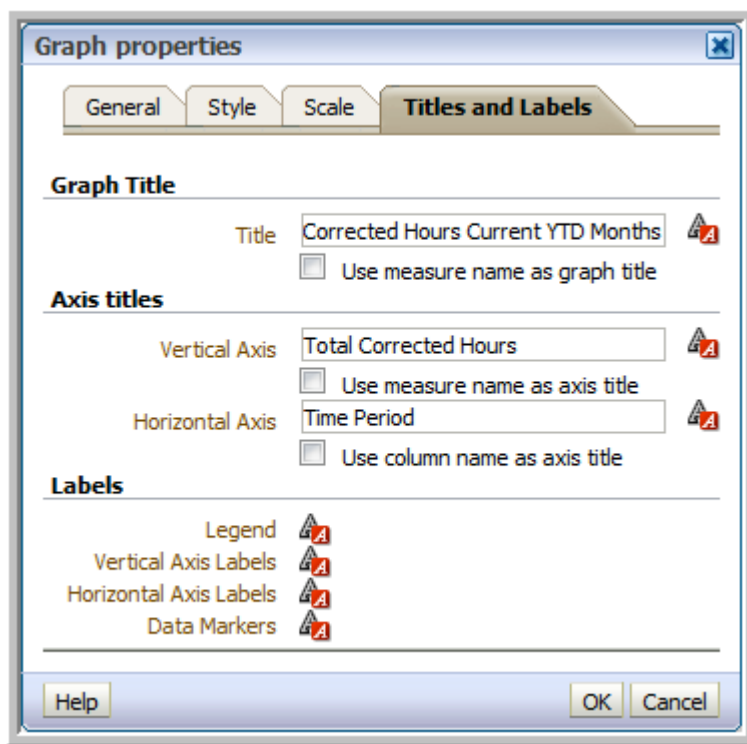 Graph properties
General Style Scale Titles and Labels
Graph Title
Title Corrected Hours Current YTD Months
Use measure name as graph title
Axis titles
Vertical Axis Total Corrected Hours
Use measure name as axis title
Horizontal Axis Time Period
Use column name as axis title
Labels
Legend
Vertical Axis Labels
Horizontal Axis Labels
Data Markers
Help OK Cancel